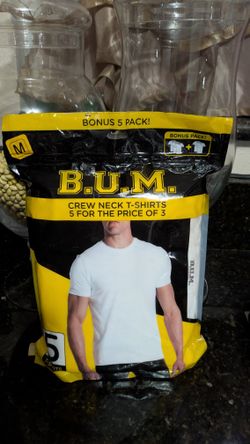 BONUS 5 PACK!
M
BONUS PACK!
+
B.U.M.
CREW NECK T-SHIRTS
5 FOR THE PRICE OF 3
B.U.M.
5